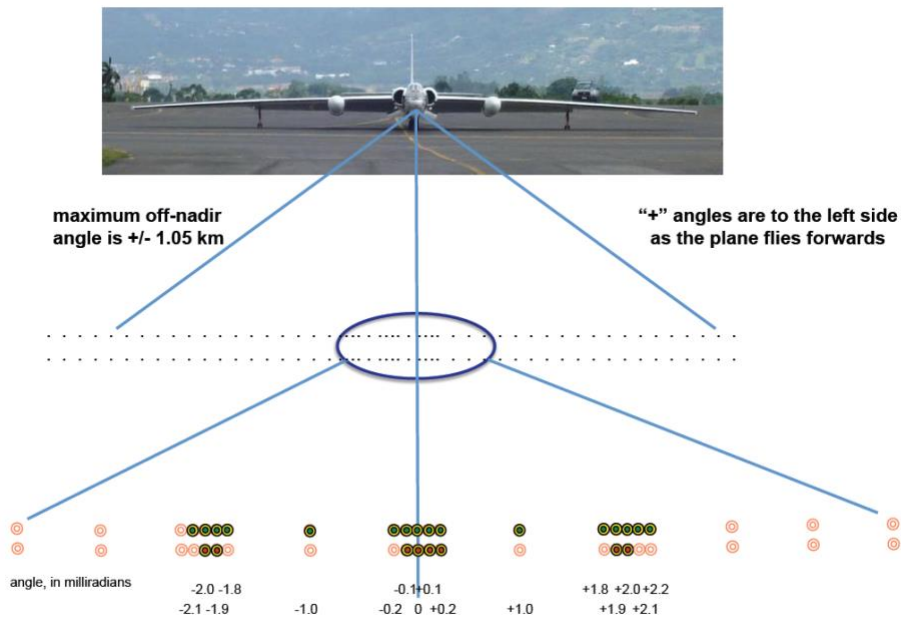 maximum off-nadir
angle is +/- 1.05 km
“+” angles are to the left side
as the plane flies forwards
angle, in milliradians
-2.0 -1.8 -0.1 +0.1 +1.8 +2.0 +2.2
-2.1 -1.9 -1.0 -0.2 0 +0.2 +1.0 +1.9 +2.1